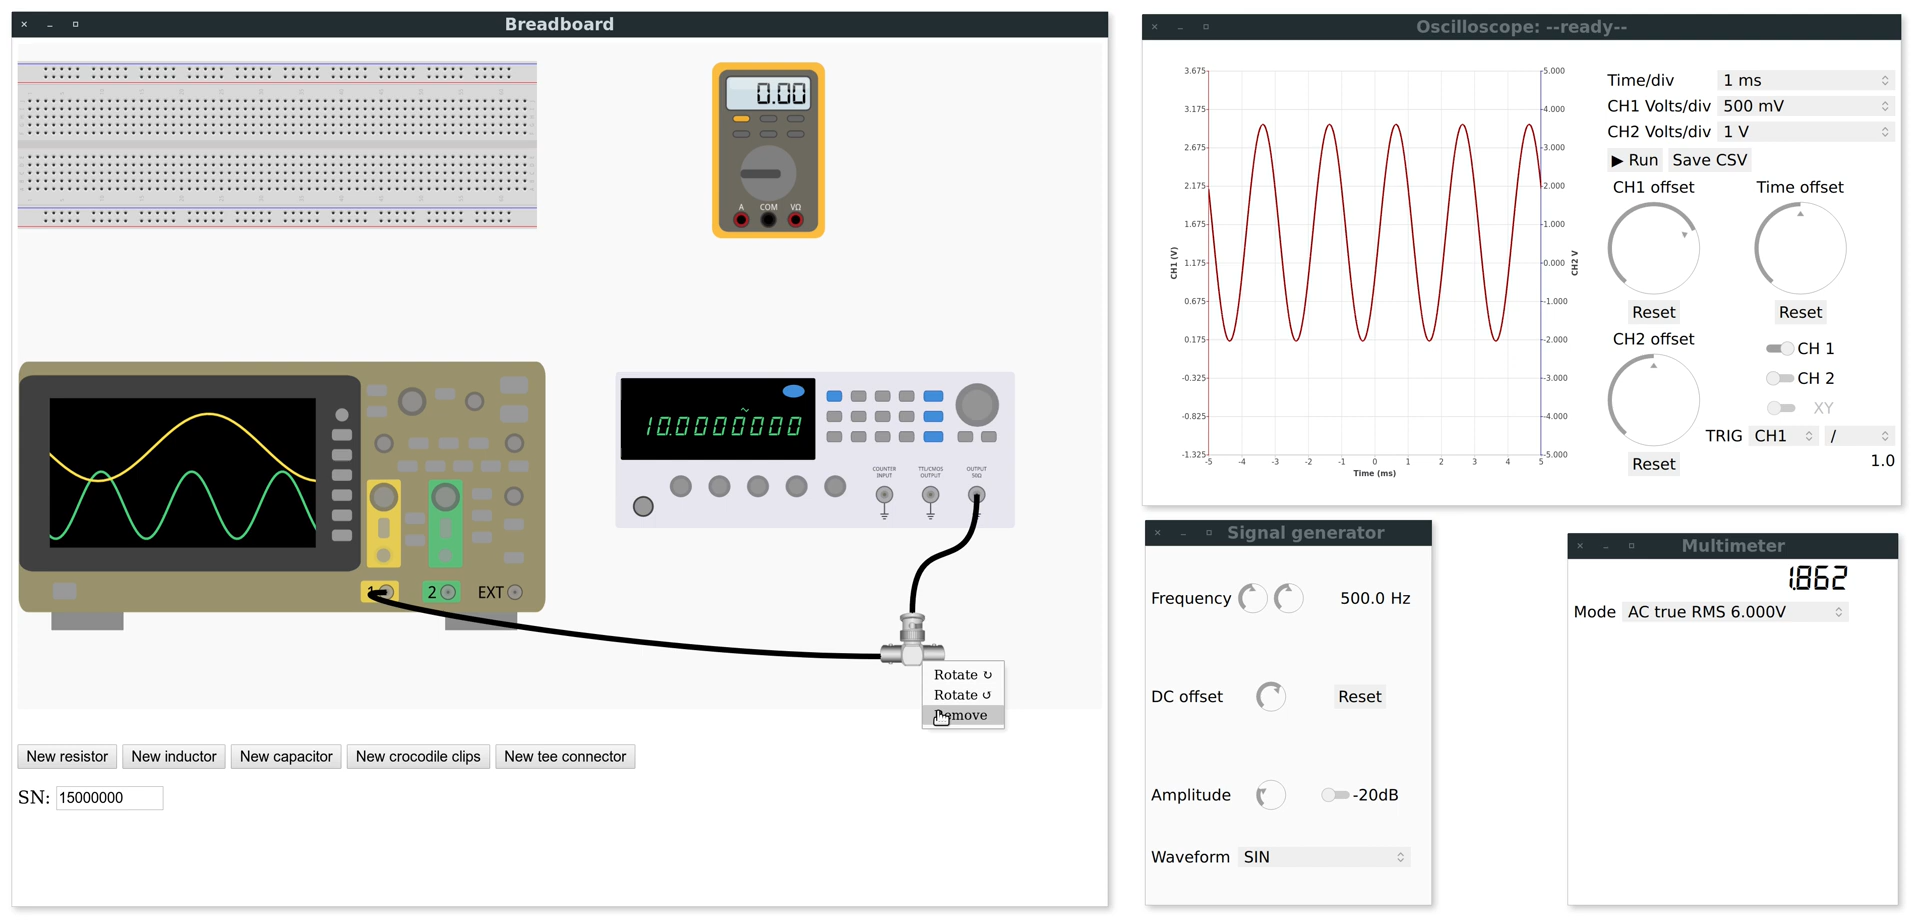 Breadboard
0.00
A COM VΩ
10.0000000
COUNTER INPUT
TTL/CMOS OUTPUT
OUTPUT 50Ω
2 EXT
Rotate ↻
Rotate ↺
Remove
New resistor New inductor New capacitor New crocodile clips New tee connector
SN: 15000000
Oscilloscope: --ready--
3.675
3.175
2.675
2.175
1.675
1.175
0.675
0.175
-0.325
-0.825
-1.325
CH1 (V)
5.000
4.000
3.000
2.000
1.000
0.000
-1.000
-2.000
-3.000
-4.000
-5.000
CH2 V
-5 -4 -3 -2 -1 0 1 2 3 4 5
Time (ms)
Time/div 1 ms
CH1 Volts/div 500 mV
CH2 Volts/div 1 V
▶ Run Save CSV
CH1 offset Time offset
Reset Reset
CH2 offset
CH 1
CH 2
XY
TRIG CH1 /
Reset
1.0
Signal generator
Frequency 500.0 Hz
DC offset Reset
Amplitude -20dB
Waveform SIN
Multimeter
1.862
Mode AC true RMS 6.000V